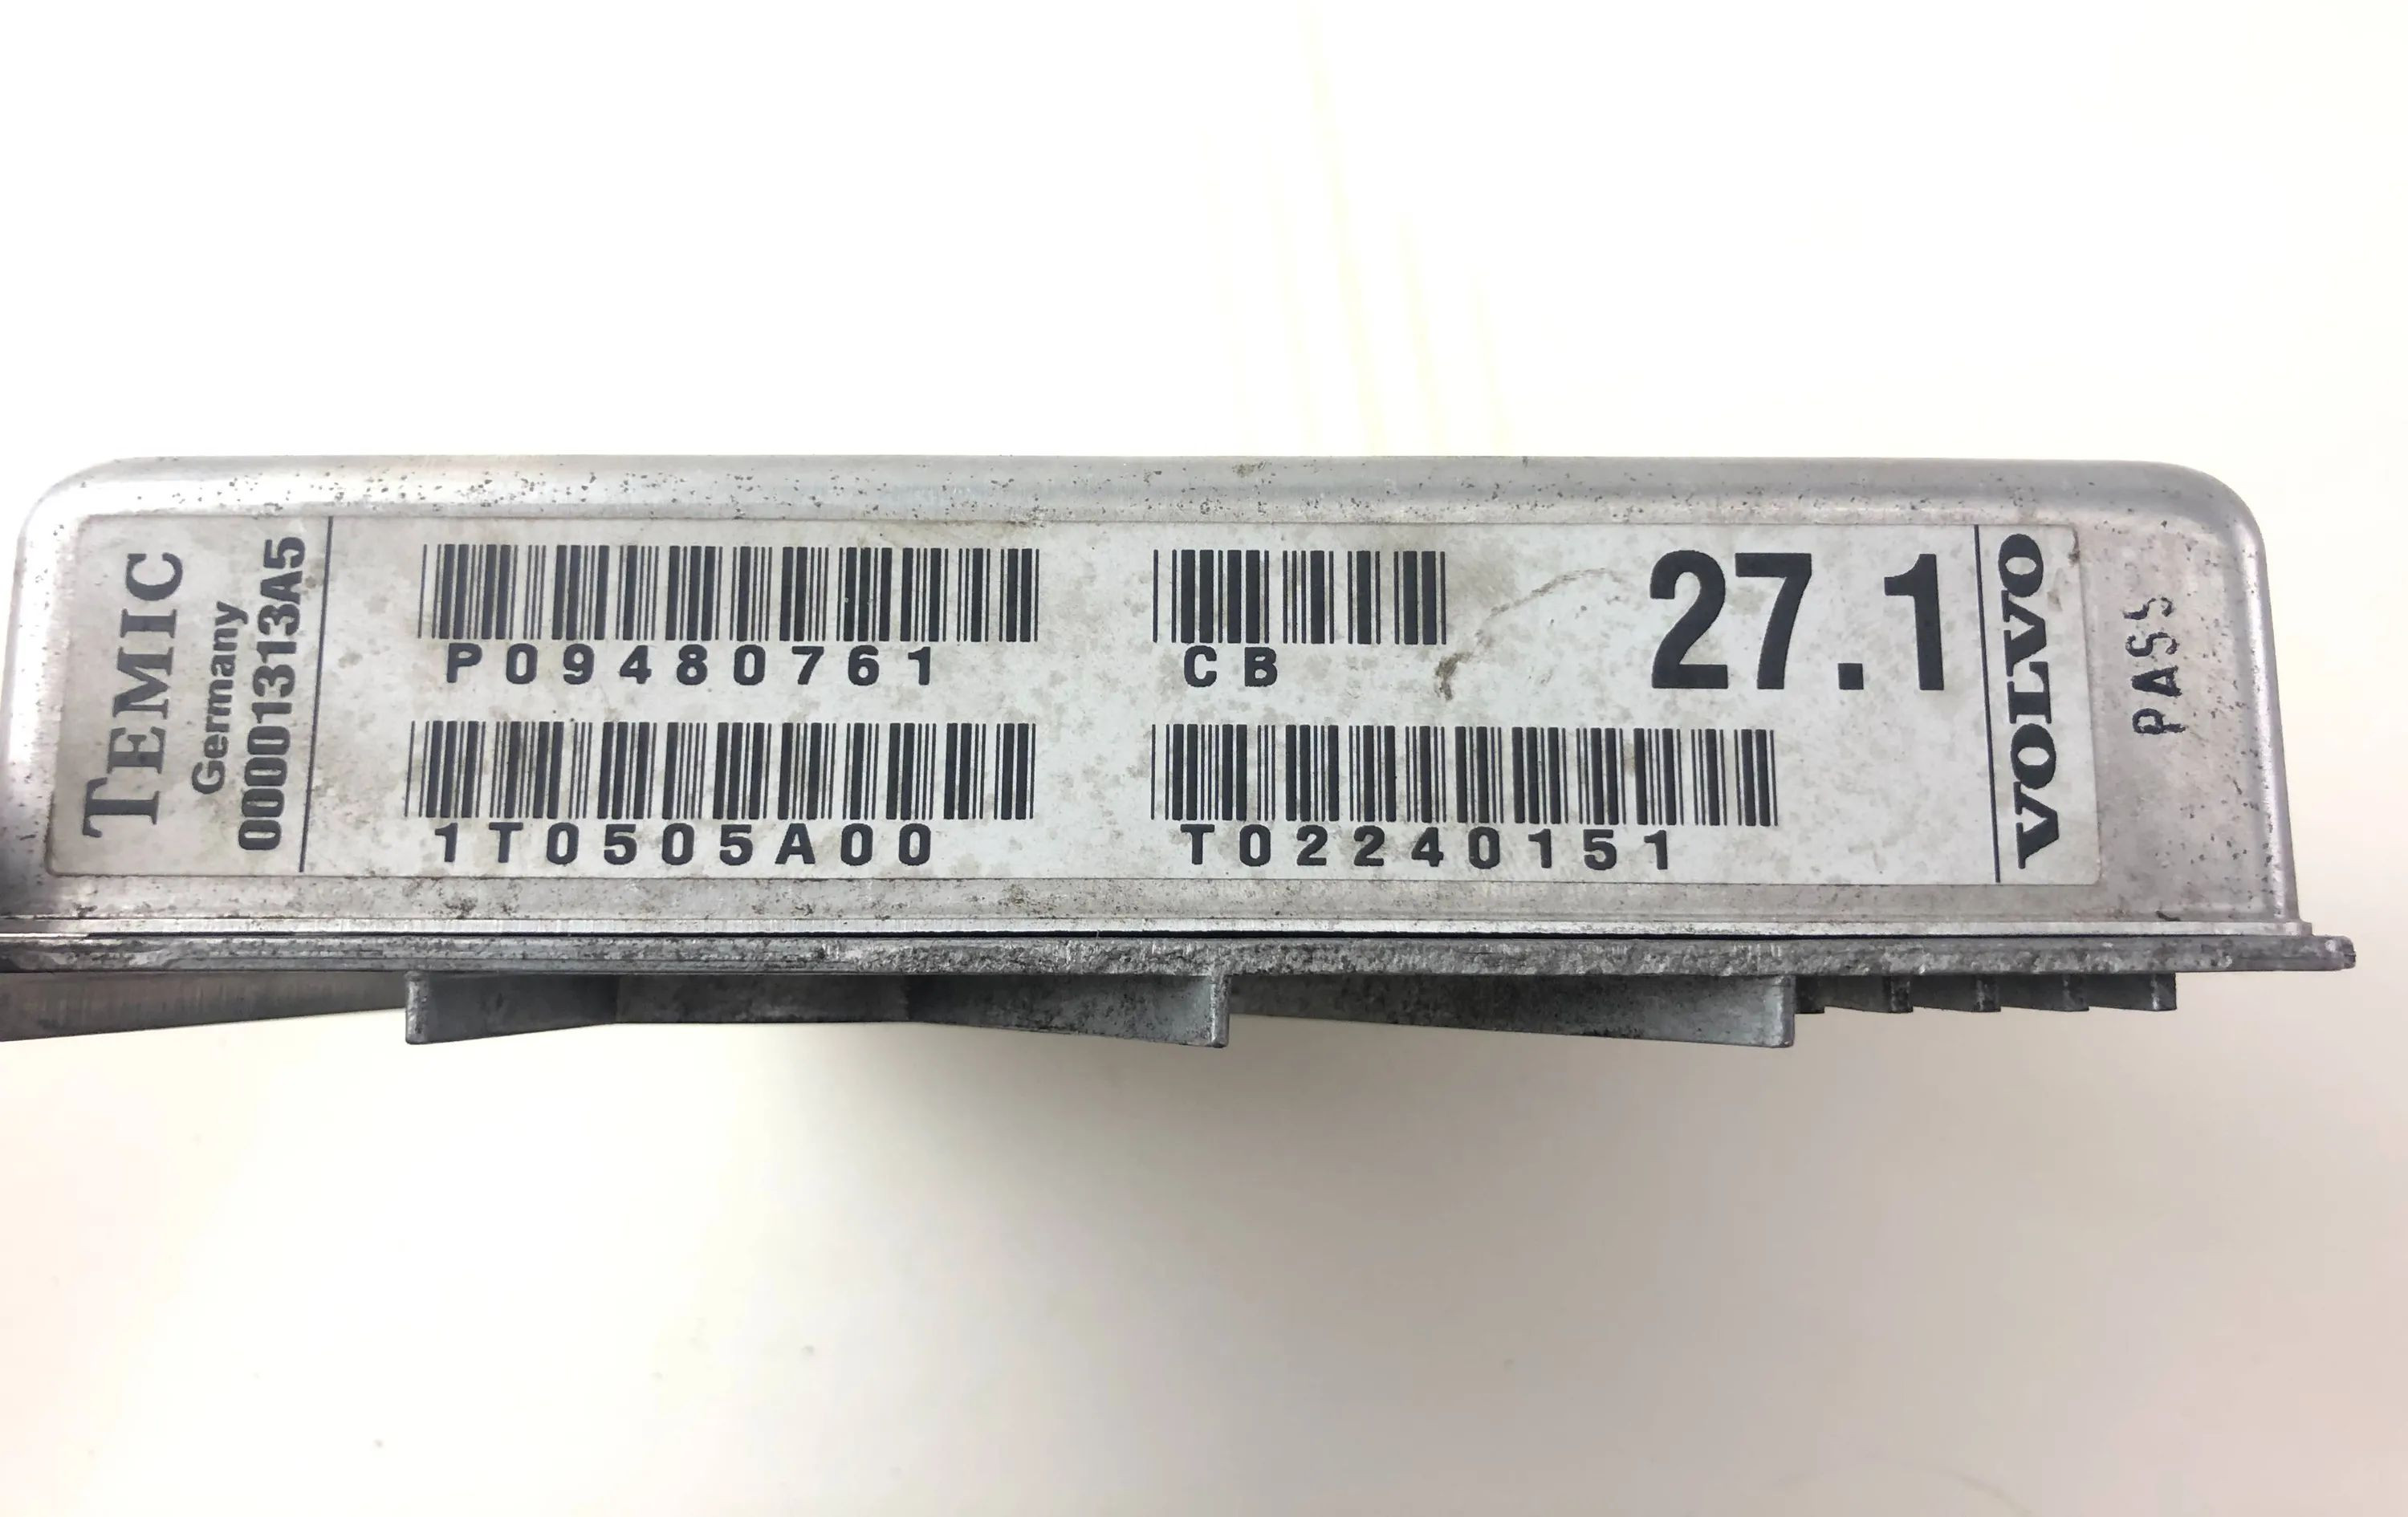 TEMIC
Germany
00001313A5
P09480761
CB
27.1
1T0505A00
T02240151
VOLVO
PASS